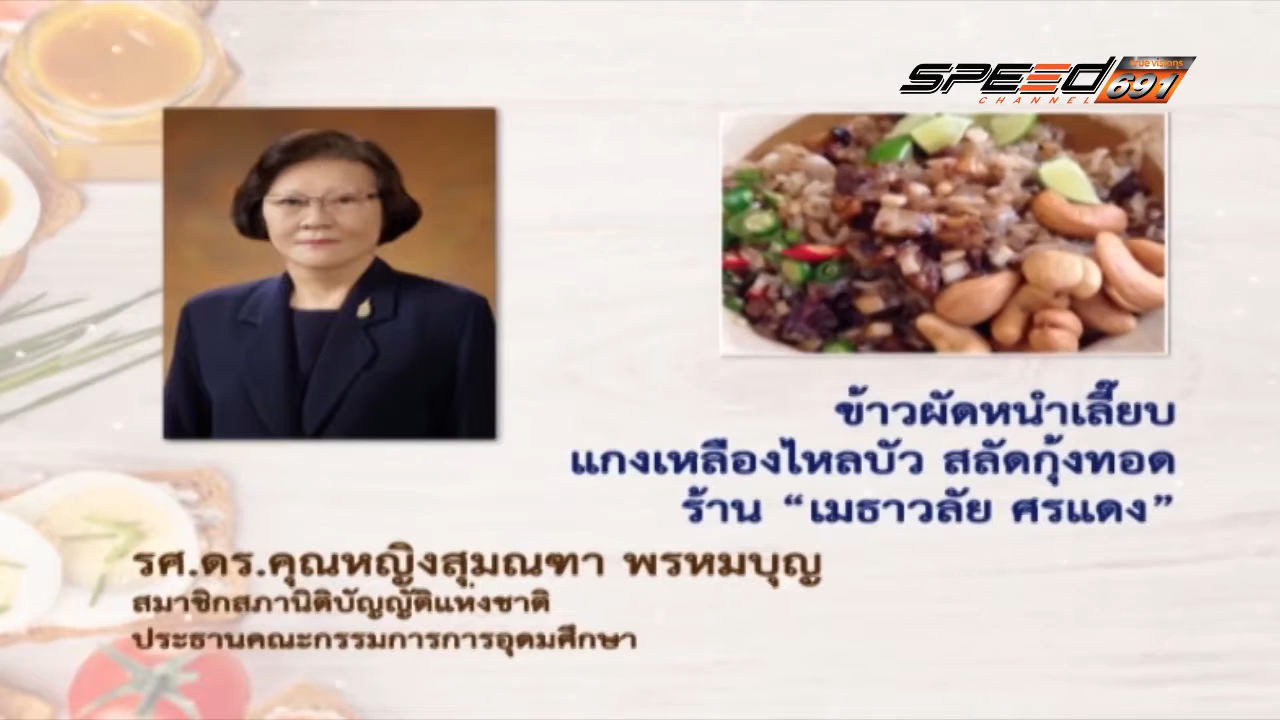 SPEED
true visions
691
CHANNEL
ข้าวผัดหนำเลี๊ยบ
แกงเหลืองไหลบัว สลัดกุ้งทอด
ร้าน “เมธาวลัย ศรแดง”
รศ.ดร.คุณหญิงสุมณฑา พรหมบุญ
สมาชิกสภานิติบัญญัติแห่งชาติ
ประธานคณะกรรมการการอุดมศึกษา